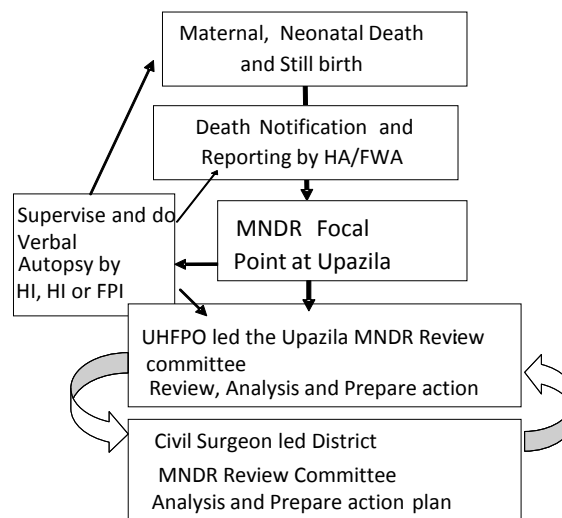 Maternal, Neonatal Death
and Still birth
Death Notification and
Reporting by HA/FWA
Supervise and do
Verbal
Autopsy by
HI, HI or FPI
MNDR Focal
Point at Upazila
UHFPO led the Upazila MNDR Review
committee
Review, Analysis and Prepare action
Civil Surgeon led District
MNDR Review Committee
Analysis and Prepare action plan